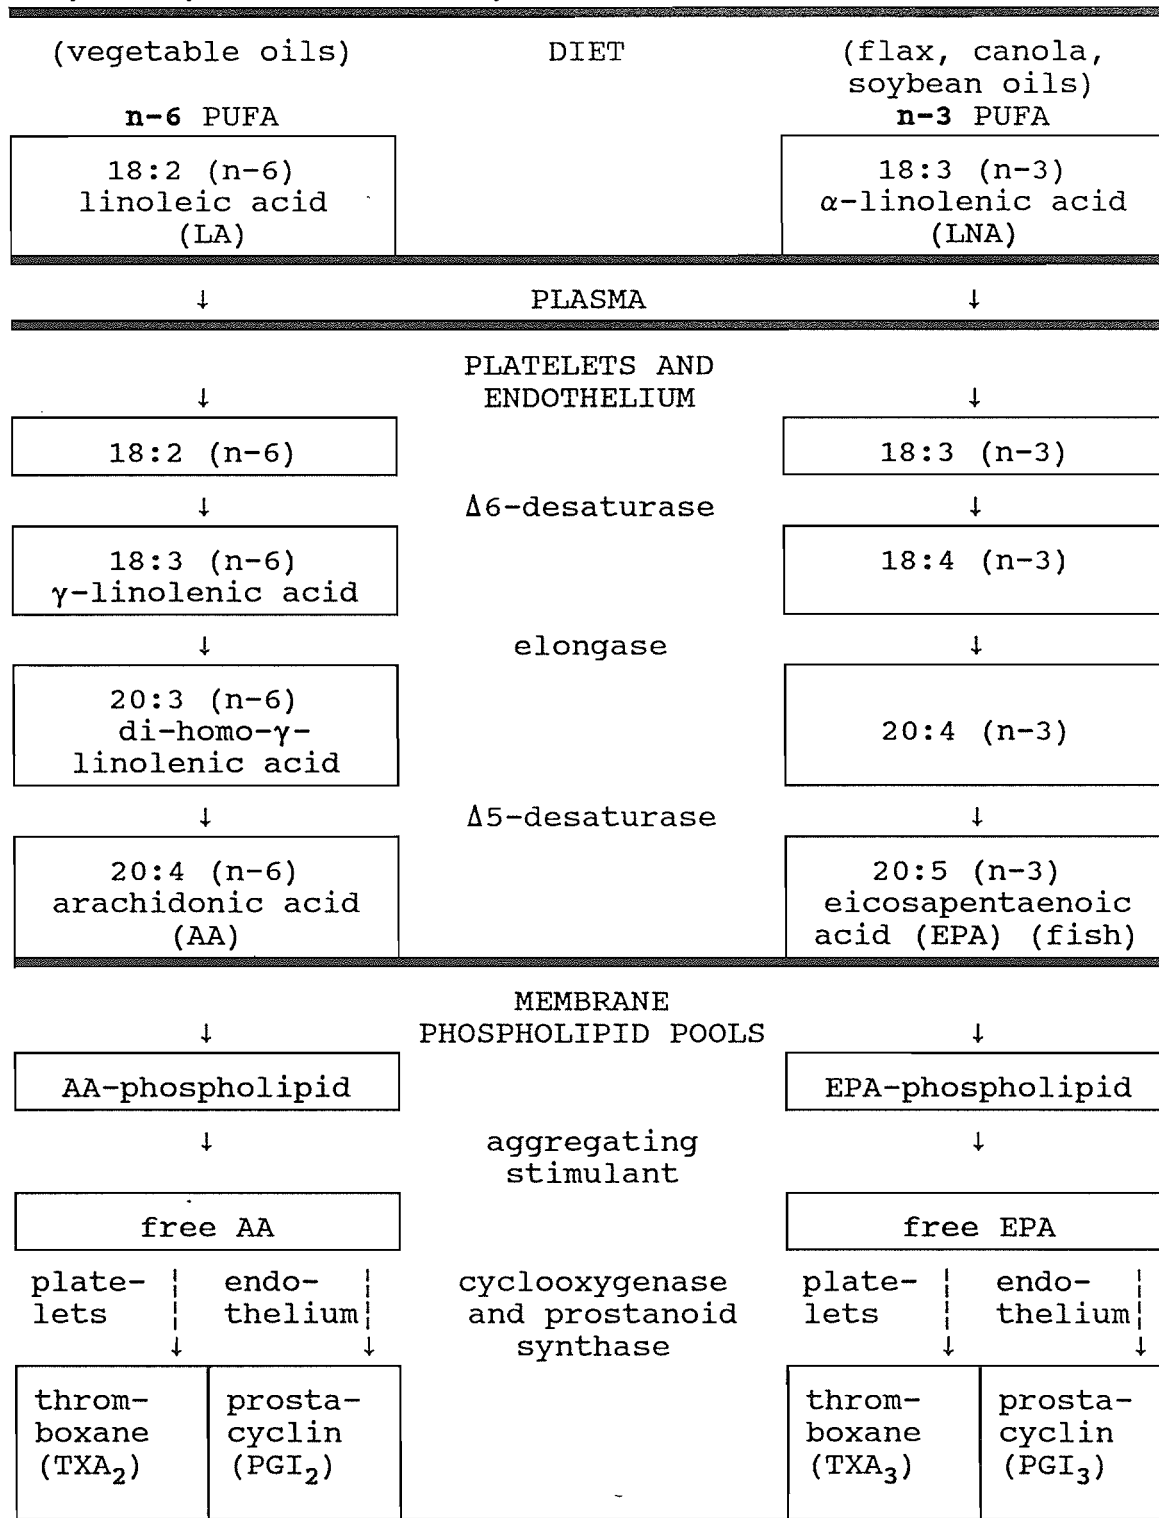 (vegetable oils) DIET (flax, canola,
soybean oils)
n-6 PUFA n-3 PUFA
18:2 (n-6) 18:3 (n-3)
linoleic acid α-linolenic acid
(LA) (LNA)
↓ PLASMA ↓
PLATELETS AND
↓ ENDOTHELIUM ↓
18:2 (n-6) 18:3 (n-3)
↓ Δ6-desaturase ↓
18:3 (n-6) 18:4 (n-3)
γ-linolenic acid
↓ elongase ↓
20:3 (n-6)
di-homo-γ- 20:4 (n-3)
linolenic acid
↓ Δ5-desaturase ↓
20:4 (n-6) 20:5 (n-3)
arachidonic acid eicosapentaenoic
(AA) acid (EPA) (fish)
MEMBRANE
↓ PHOSPHOLIPID POOLS ↓
AA-phospholipid EPA-phospholipid
↓ aggregating ↓
stimulant
free AA free EPA
plate- endo- cyclooxygenase plate- endo-
lets thelium and prostanoid lets thelium
↓ ↓ synthase ↓ ↓
throm- prosta- throm- prosta-
boxane cyclin boxane cyclin
(TXA₂) (PGI₂) (TXA₃) (PGI₃)